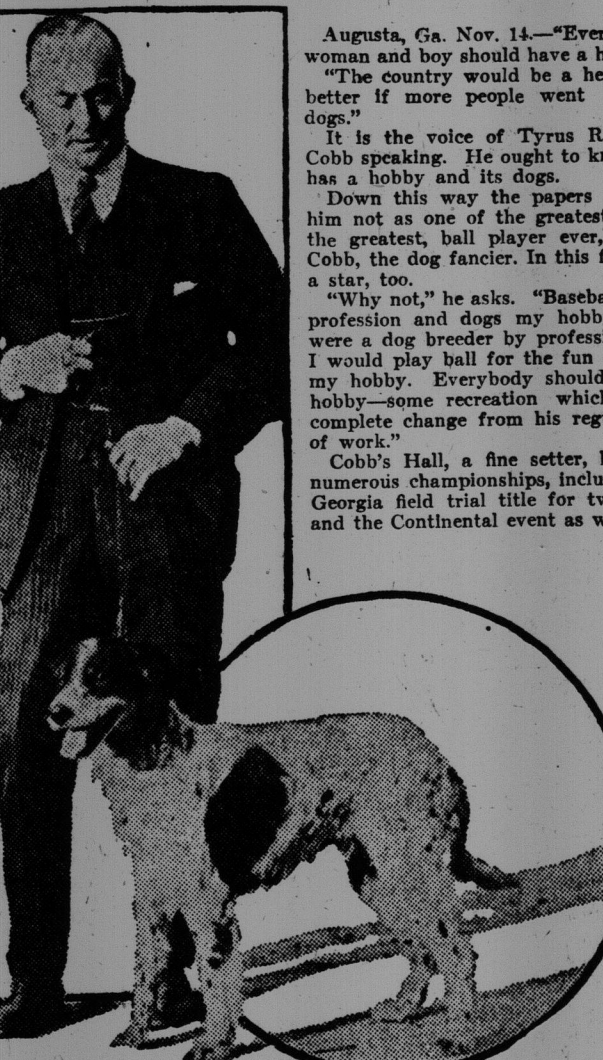 Augusta, Ga. Nov. 14.—“Ever
woman and boy should have a h
“The country would be a he
better if more people went
dogs.”
It is the voice of Tyrus R
Cobb speaking. He ought to kn
has a hobby and its dogs.
Down this way the papers
him not as one of the greatest
the greatest, ball player ever,
Cobb, the dog fancier. In this f
a star, too.
“Why not,” he asks. “Baseba
profession and dogs my hobb
were a dog breeder by profess
I would play ball for the fun
my hobby. Everybody should
hobby—some recreation which
complete change from his reg
of work.”
Cobb’s Hall, a fine setter, h
numerous championships, inclu
Georgia field trial title for tw
and the Continental event as w